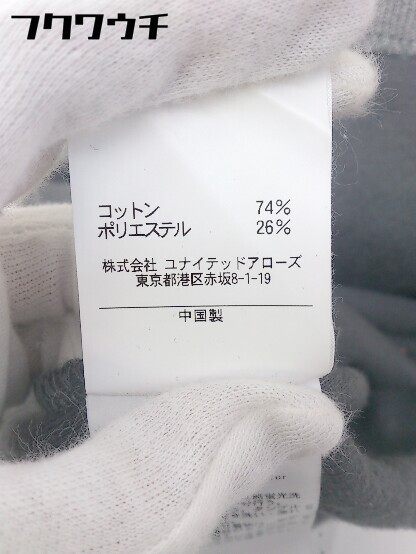 フクワウチ
コットン 74%
ポリエステル 26%
株式会社 ユナイテッドアローズ
東京都港区赤坂8-1-19
中国製